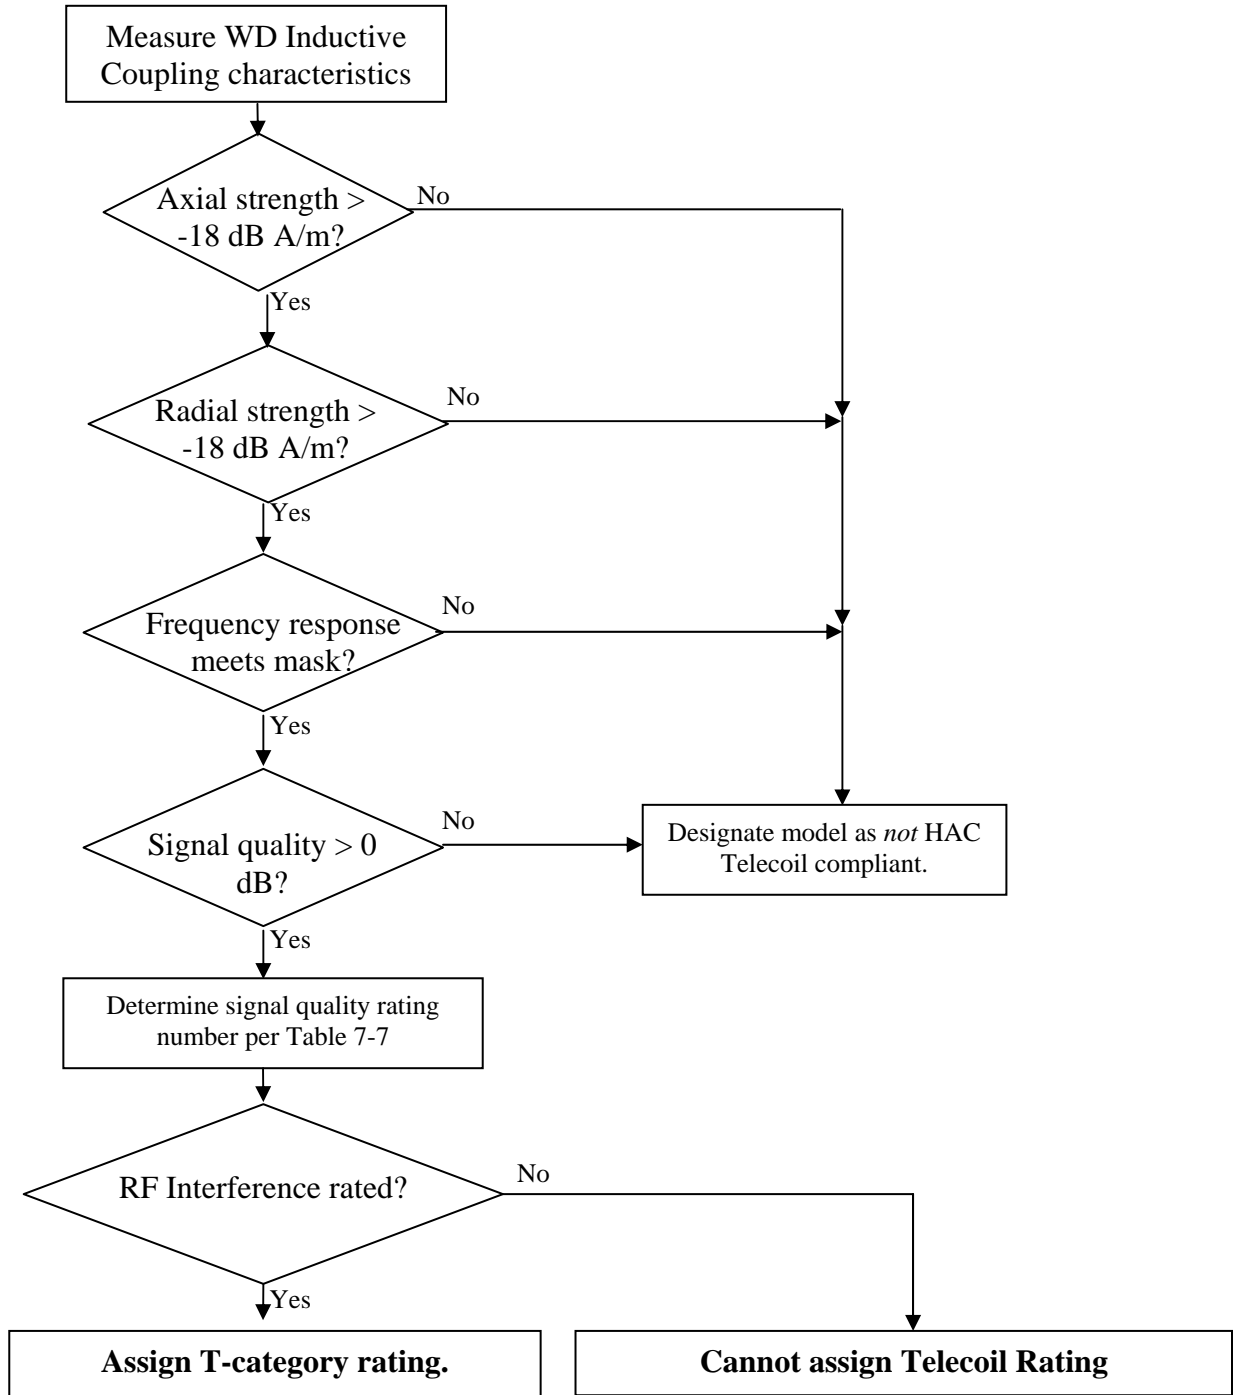 Measure WD Inductive
Coupling characteristics
Axial strength >
-18 dB A/m?
No
Yes
Radial strength >
-18 dB A/m?
No
Yes
Frequency response
meets mask?
No
Yes
Signal quality > 0
dB?
No
Designate model as not HAC
Telecoil compliant.
Yes
Determine signal quality rating
number per Table 7-7
RF Interference rated?
No
Yes
Assign T-category rating.
Cannot assign Telecoil Rating